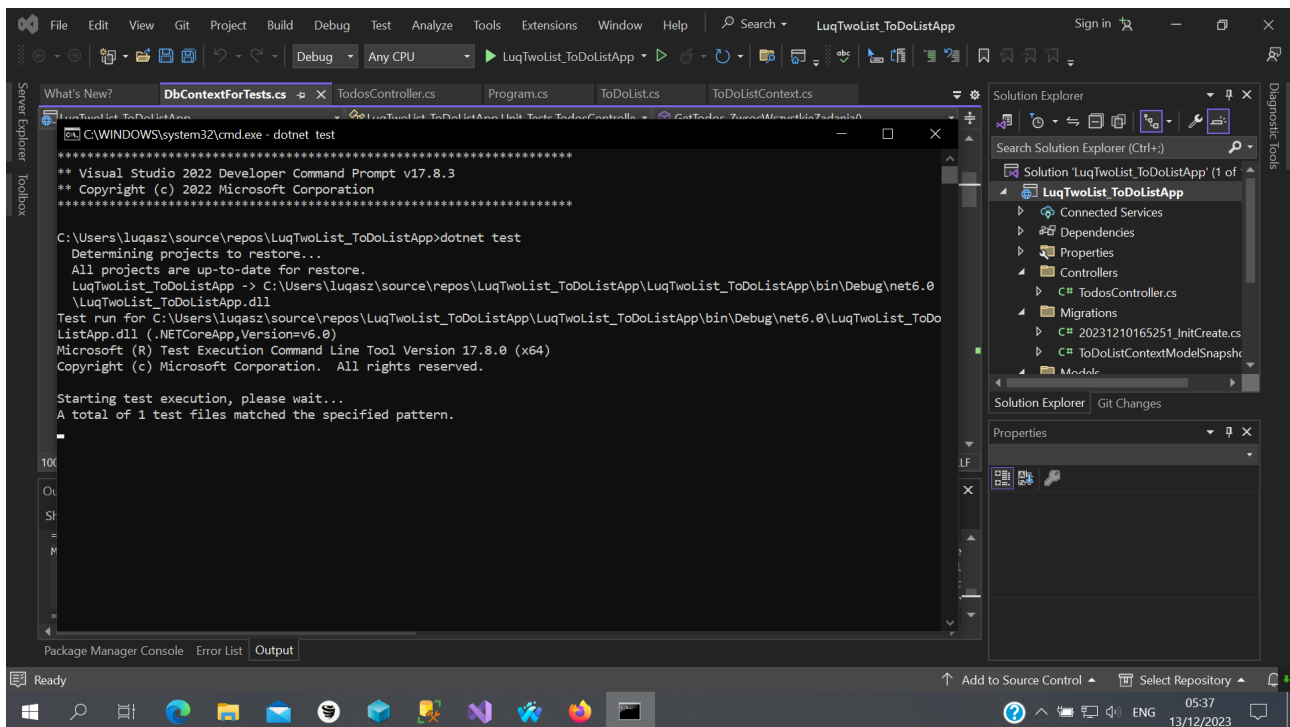 File Edit View Git Project Build Debug Test Analyze Tools Extensions Window Help Search LuqTwoList_ToDoListApp Sign in
Debug Any CPU LuqTwoList_ToDoListApp
Server Explorer Toolbox
What's New? DbContextForTests.cs TodosController.cs Program.cs ToDoList.cs ToDoListContext.cs
C:\WINDOWS\system32\cmd.exe - dotnet test
**********************************************************************
** Visual Studio 2022 Developer Command Prompt v17.8.3
** Copyright (c) 2022 Microsoft Corporation
**********************************************************************
C:\Users\luqasz\source\repos\LuqTwoList_ToDoListApp>dotnet test
Determining projects to restore...
All projects are up-to-date for restore.
LuqTwoList_ToDoListApp -> C:\Users\luqasz\source\repos\LuqTwoList_ToDoListApp\LuqTwoList_ToDoListApp\bin\Debug\net6.0
\LuqTwoList_ToDoListApp.dll
Test run for C:\Users\luqasz\source\repos\LuqTwoList_ToDoListApp\LuqTwoList_ToDoListApp\bin\Debug\net6.0\LuqTwoList_ToDo
ListApp.dll (.NETCoreApp,Version=v6.0)
Microsoft (R) Test Execution Command Line Tool Version 17.8.0 (x64)
Copyright (c) Microsoft Corporation.  All rights reserved.
Starting test execution, please wait...
A total of 1 test files matched the specified pattern.
Package Manager Console Error List Output
Solution Explorer
Search Solution Explorer (Ctrl+;)
Solution 'LuqTwoList_ToDoListApp' (1 of
LuqTwoList_ToDoListApp
Connected Services
Dependencies
Properties
Controllers
C# TodosController.cs
Migrations
C# 20231210165251_InitCreate.cs
C# ToDoListContextModelSnapsho
Models
Solution Explorer Git Changes
Properties
Diagnostic Tools
Ready Add to Source Control Select Repository
ENG 05:37
13/12/2023